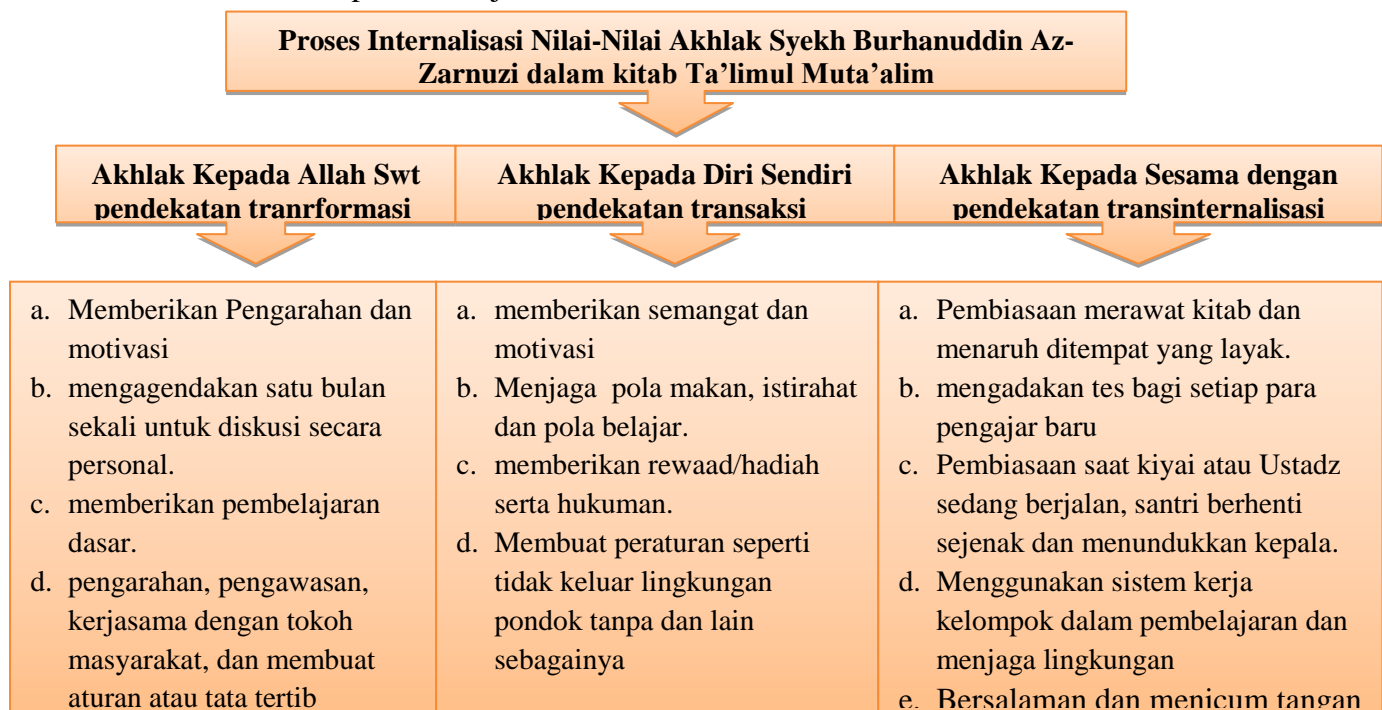 Proses Internalisasi Nilai-Nilai Akhlak Syekh Burhanuddin Az-
Zarnuzi dalam kitab Ta’limul Muta’alim
Akhlak Kepada Allah Swt
pendekatan tranrformasi
Akhlak Kepada Diri Sendiri
pendekatan transaksi
Akhlak Kepada Sesama dengan
pendekatan transinternalisasi
a. Memberikan Pengarahan dan
motivasi
b. mengagendakan satu bulan
sekali untuk diskusi secara
personal.
c. memberikan pembelajaran
dasar.
d. pengarahan, pengawasan,
kerjasama dengan tokoh
masyarakat, dan membuat
aturan atau tata tertib
a. memberikan semangat dan
motivasi
b. Menjaga pola makan, istirahat
dan pola belajar.
c. memberikan rewaad/hadiah
serta hukuman.
d. Membuat peraturan seperti
tidak keluar lingkungan
pondok tanpa dan lain
sebagainya
a. Pembiasaan merawat kitab dan
menaruh ditempat yang layak.
b. mengadakan tes bagi setiap para
pengajar baru
c. Pembiasaan saat kiyai atau Ustadz
sedang berjalan, santri berhenti
sejenak dan menundukkan kepala.
d. Menggunakan sistem kerja
kelompok dalam pembelajaran dan
menjaga lingkungan
e. Bersalaman dan menicum tangan